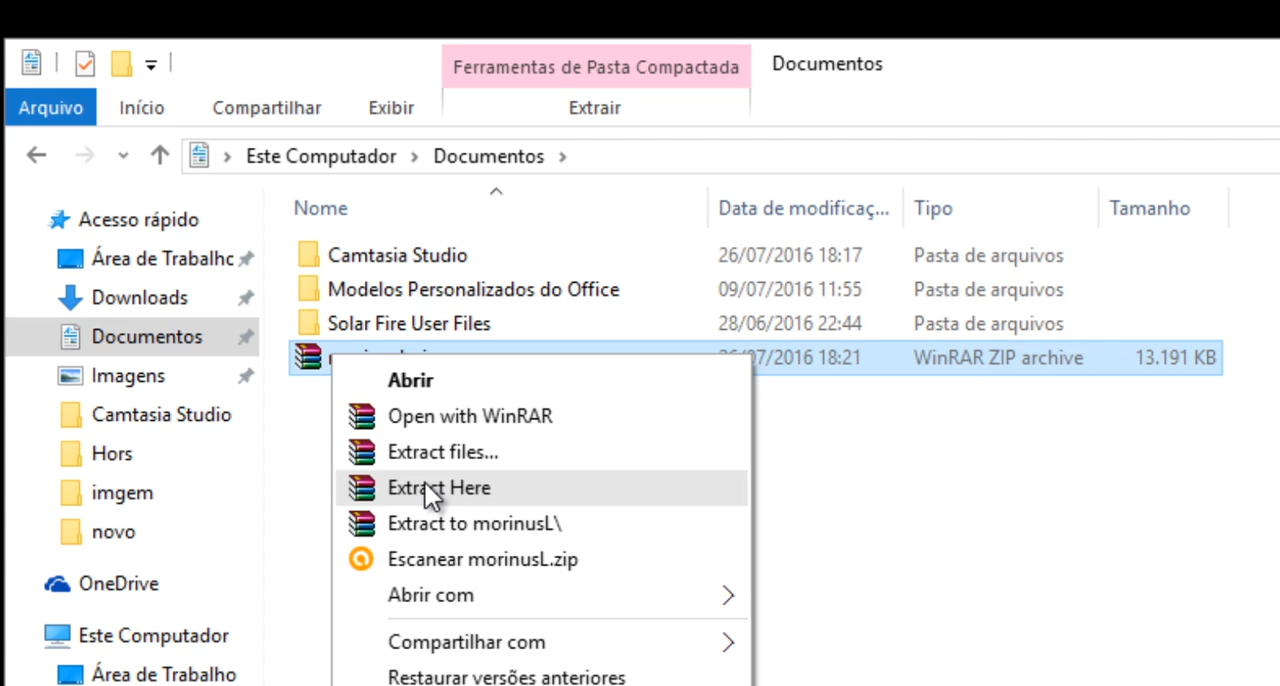 Ferramentas de Pasta Compactada
Documentos
Arquivo
Início
Compartilhar
Exibir
Extrair
Este Computador
Documentos
Nome
Data de modificaç...
Tipo
Tamanho
Acesso rápido
Área de Trabalhc
Downloads
Documentos
Imagens
Camtasia Studio
Hors
imgem
novo
OneDrive
Este Computador
Área de Trabalho
Camtasia Studio 26/07/2016 18:17 Pasta de arquivos
Modelos Personalizados do Office 09/07/2016 11:55 Pasta de arquivos
Solar Fire User Files 28/06/2016 22:44 Pasta de arquivos
26/07/2016 18:21 WinRAR ZIP archive 13.191 KB
Abrir
Open with WinRAR
Extract files...
Extract Here
Extract to morinusL\
Escanear morinusL.zip
Abrir com
Compartilhar com
Restaurar versões anteriores